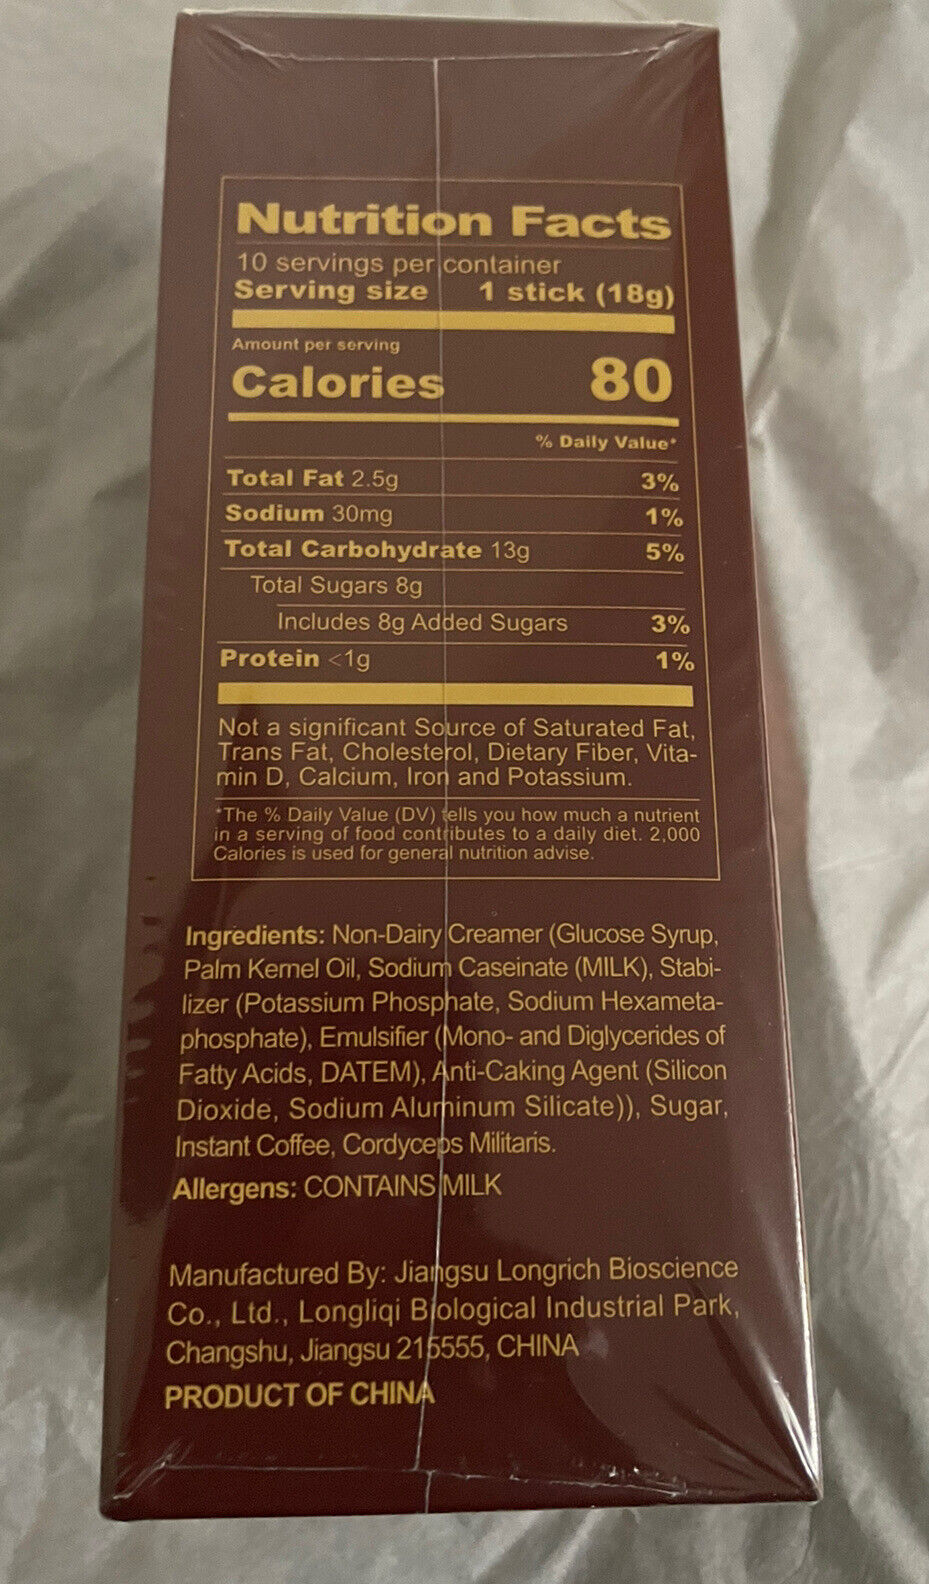 Nutrition Facts
10 servings per container
Serving size 1 stick (18g)
Amount per serving
Calories 80
% Daily Value*
Total Fat 2.5g 3%
Sodium 30mg 1%
Total Carbohydrate 13g 5%
Total Sugars 8g
Includes 8g Added Sugars 3%
Protein <1g 1%
Not a significant Source of Saturated Fat,
Trans Fat, Cholesterol, Dietary Fiber, Vita-
min D, Calcium, Iron and Potassium.
*The % Daily Value (DV) tells you how much a nutrient
in a serving of food contributes to a daily diet. 2,000
Calories is used for general nutrition advise.
Ingredients: Non-Dairy Creamer (Glucose Syrup,
Palm Kernel Oil, Sodium Caseinate (MILK), Stabi-
lizer (Potassium Phosphate, Sodium Hexameta-
phosphate), Emulsifier (Mono- and Diglycerides of
Fatty Acids, DATEM), Anti-Caking Agent (Silicon
Dioxide, Sodium Aluminum Silicate)), Sugar,
Instant Coffee, Cordyceps Militaris.
Allergens: CONTAINS MILK
Manufactured By: Jiangsu Longrich Bioscience
Co., Ltd., Longliqi Biological Industrial Park,
Changshu, Jiangsu 215555, CHINA
PRODUCT OF CHINA